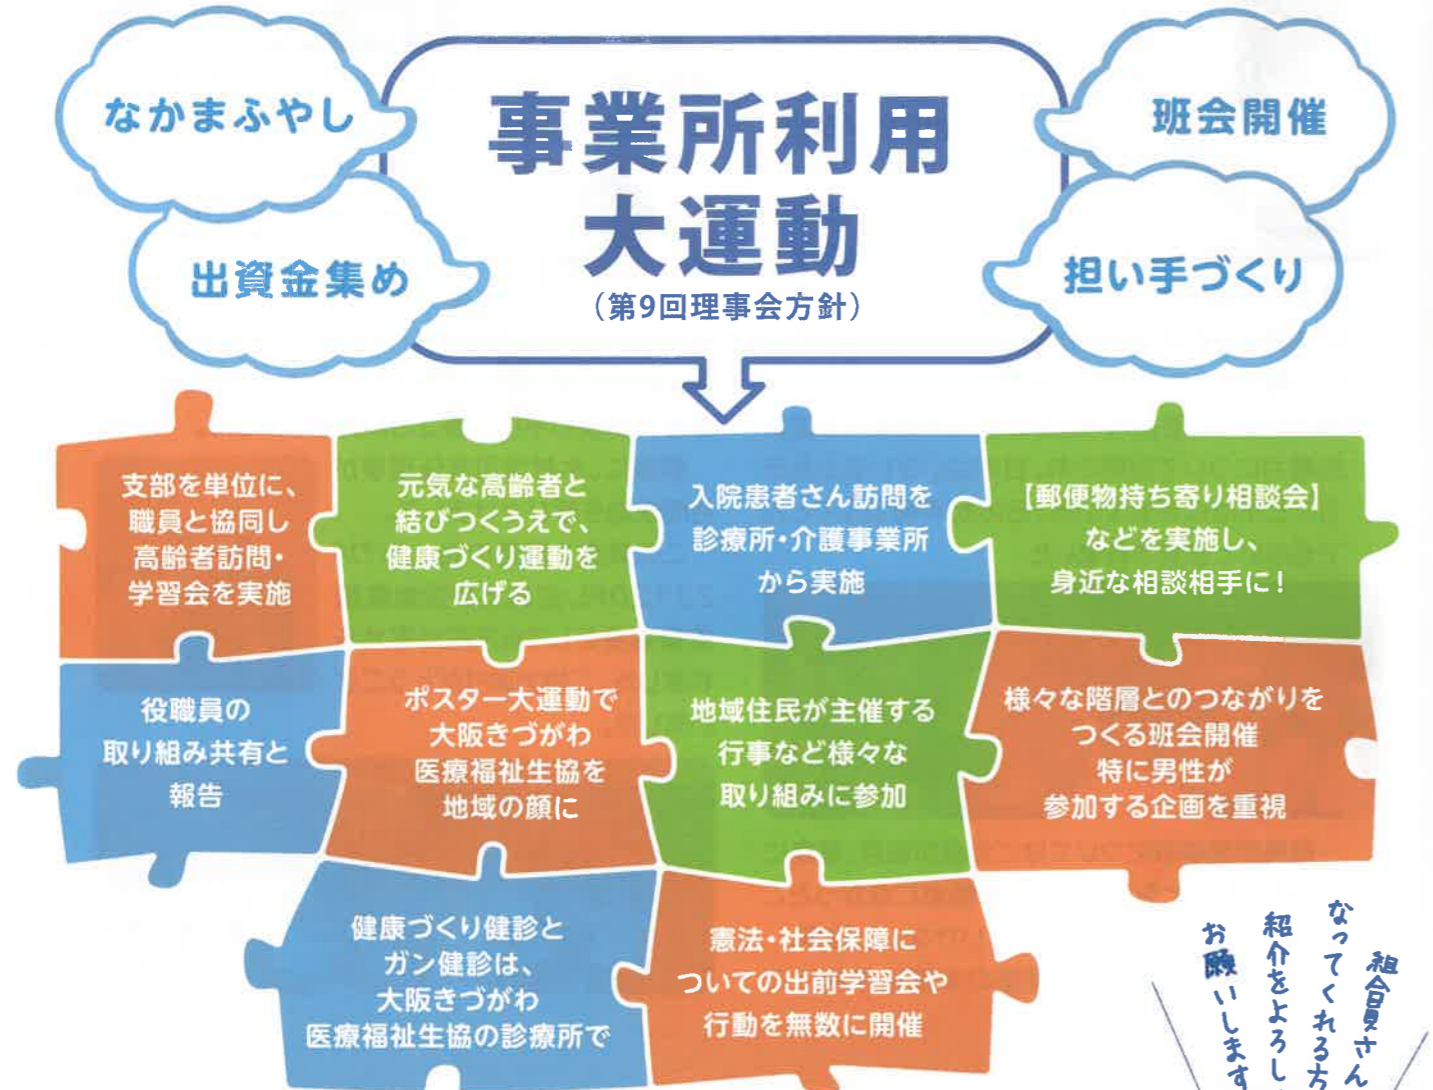 なかまふやし
出資金集め
事業所利用
大運動
（第9回理事会方針）
班会開催
担い手づくり
支部を単位に、
職員と協同し
高齢者訪問・
学習会を実施
元気な高齢者と
結びつくうえで、
健康づくり運動を
広げる
入院患者さん訪問を
診療所・介護事業所
から実施
【郵便物持ち寄り相談会】
などを実施し、
身近な相談相手に！
役職員の
取り組み共有と
報告
ポスター大運動で
大阪きづがわ
医療福祉生協を
地域の顔に
地域住民が主催する
行事など様々な
取り組みに参加
様々な階層とのつながりを
つくる班会開催
特に男性が
参加する企画を重視
健康づくり健診と
ガン健診は、
大阪きづがわ
医療福祉生協の診療所で
憲法・社会保障に
ついての出前学習会や
行動を無数に開催
組合員さん
なってくれる方
紹介をよろし
お願いします